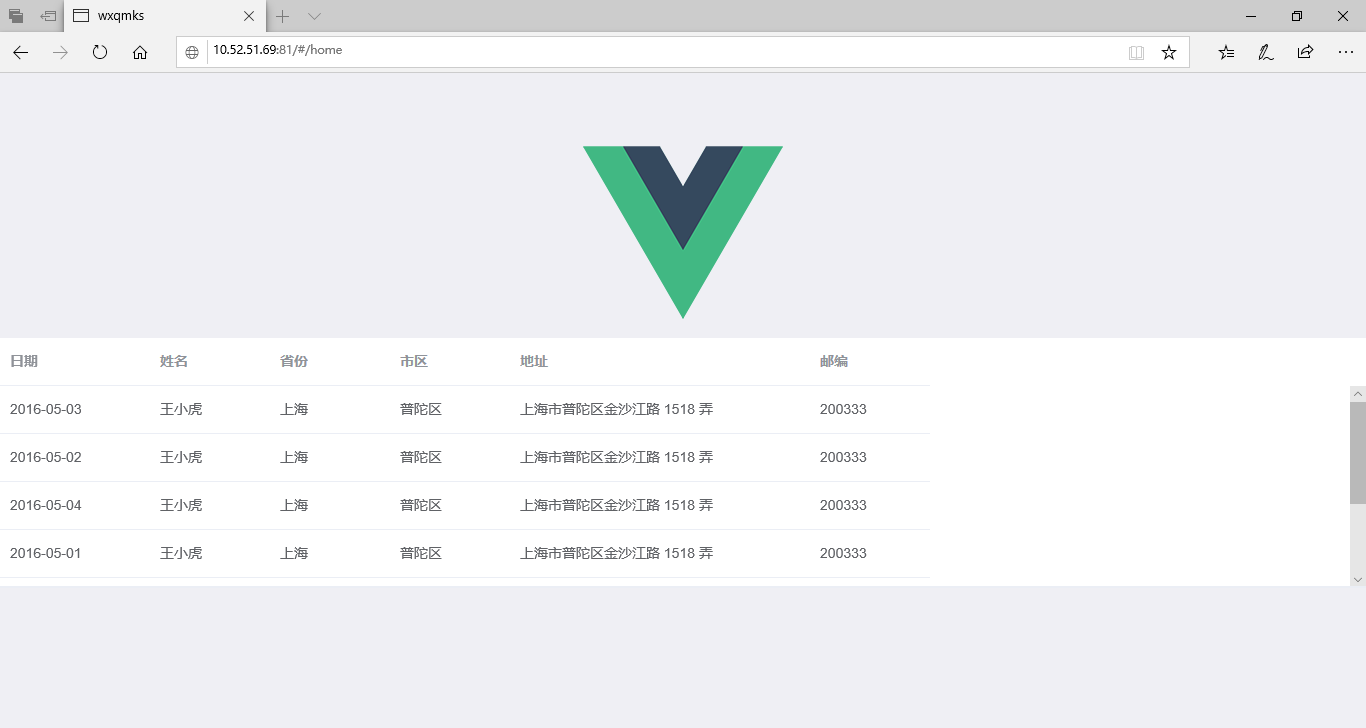 wxqmks
10.52.51.69:81/#/home
日期 姓名 省份 市区 地址 邮编
2016-05-03 王小虎 上海 普陀区 上海市普陀区金沙江路 1518 弄 200333
2016-05-02 王小虎 上海 普陀区 上海市普陀区金沙江路 1518 弄 200333
2016-05-04 王小虎 上海 普陀区 上海市普陀区金沙江路 1518 弄 200333
2016-05-01 王小虎 上海 普陀区 上海市普陀区金沙江路 1518 弄 200333